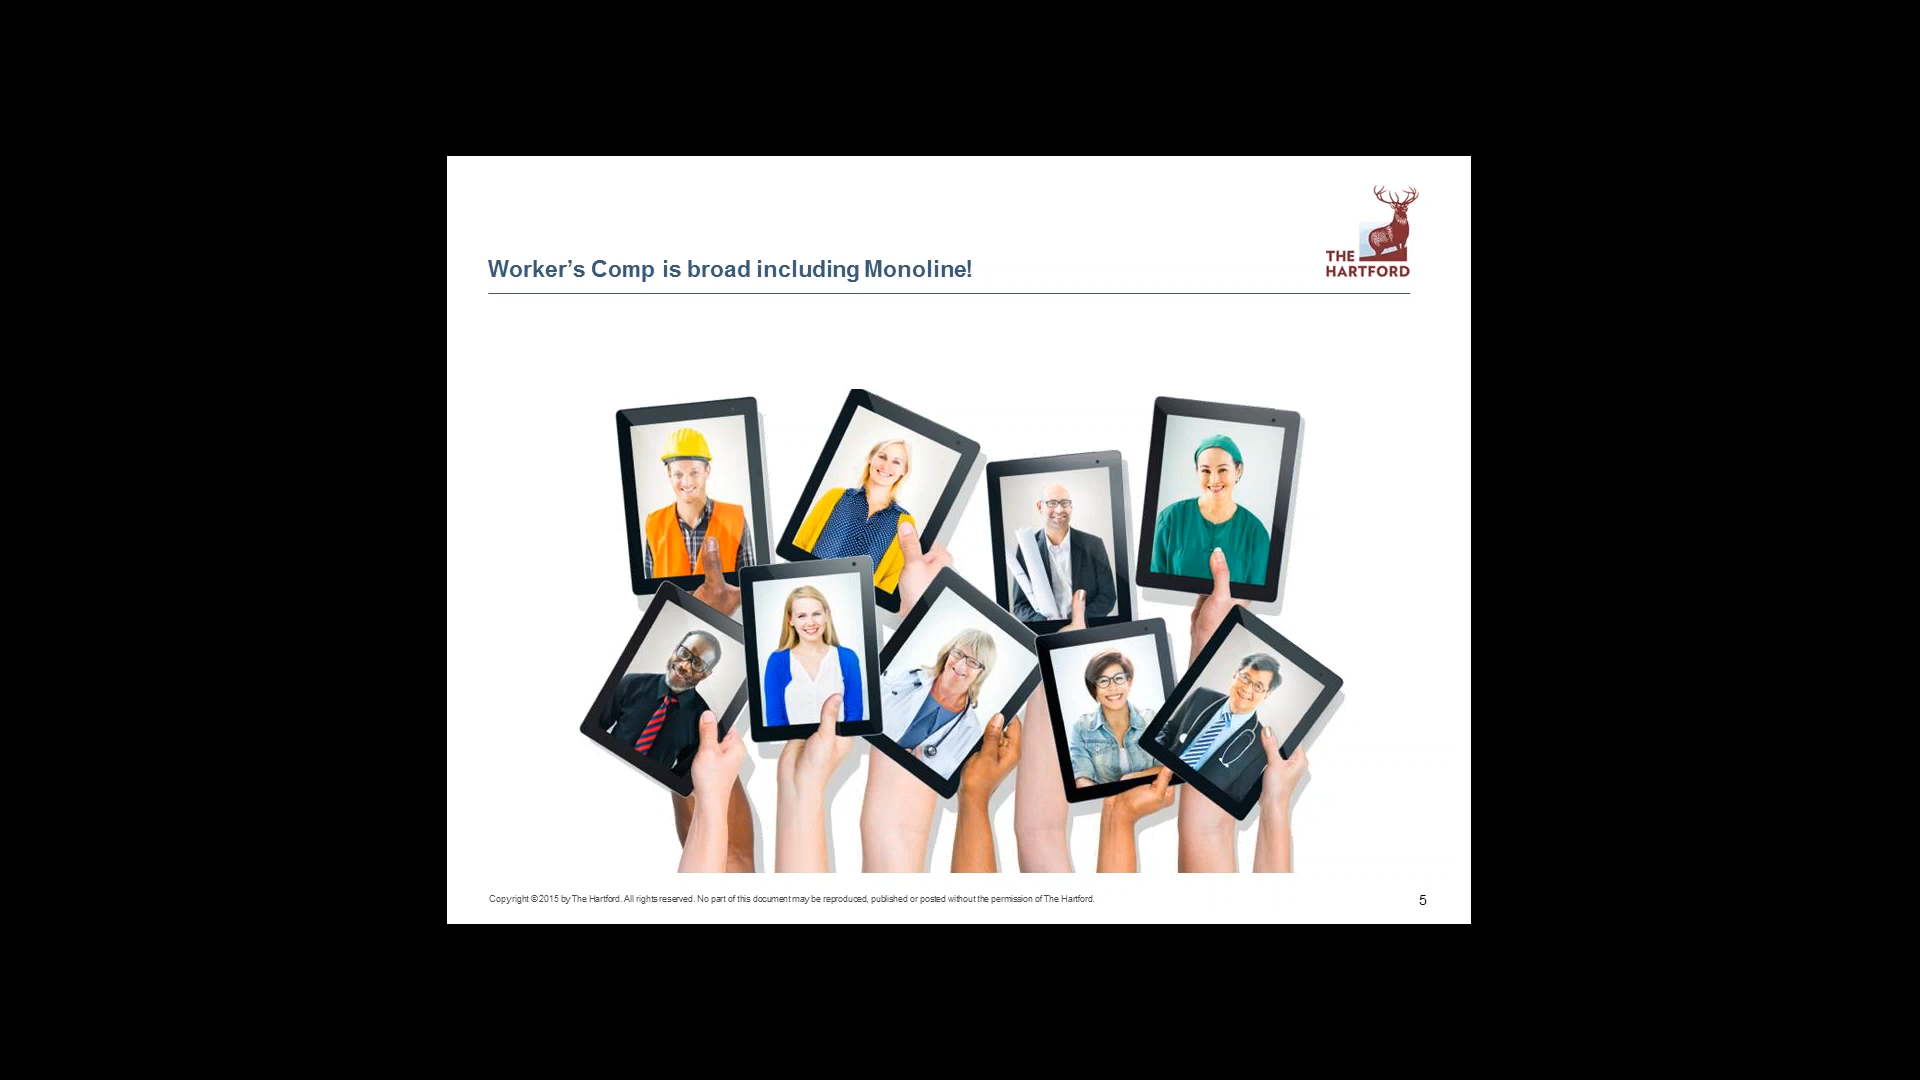 THE
HARTFORD
Worker’s Comp is broad including Monoline!
Copyright © 2015 by The Hartford. All rights reserved. No part of this document may be reproduced, published or posted without the permission of The Hartford.
5